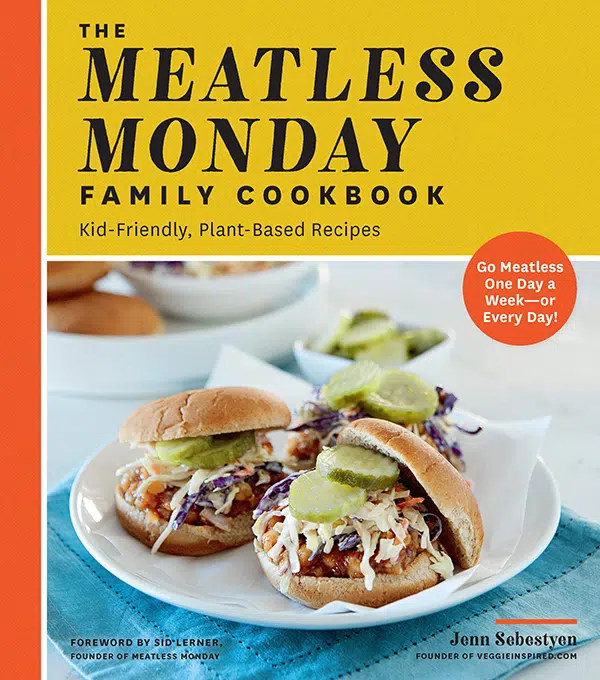 THE
MEATLESS
MONDAY
FAMILY COOKBOOK
Kid-Friendly, Plant-Based Recipes
Go Meatless
One Day a
Week—or
Every Day!
FOREWORD BY SID LERNER,
FOUNDER OF MEATLESS MONDAY
Jenn Sebestyen
FOUNDER OF VEGGIEINSPIRED.COM